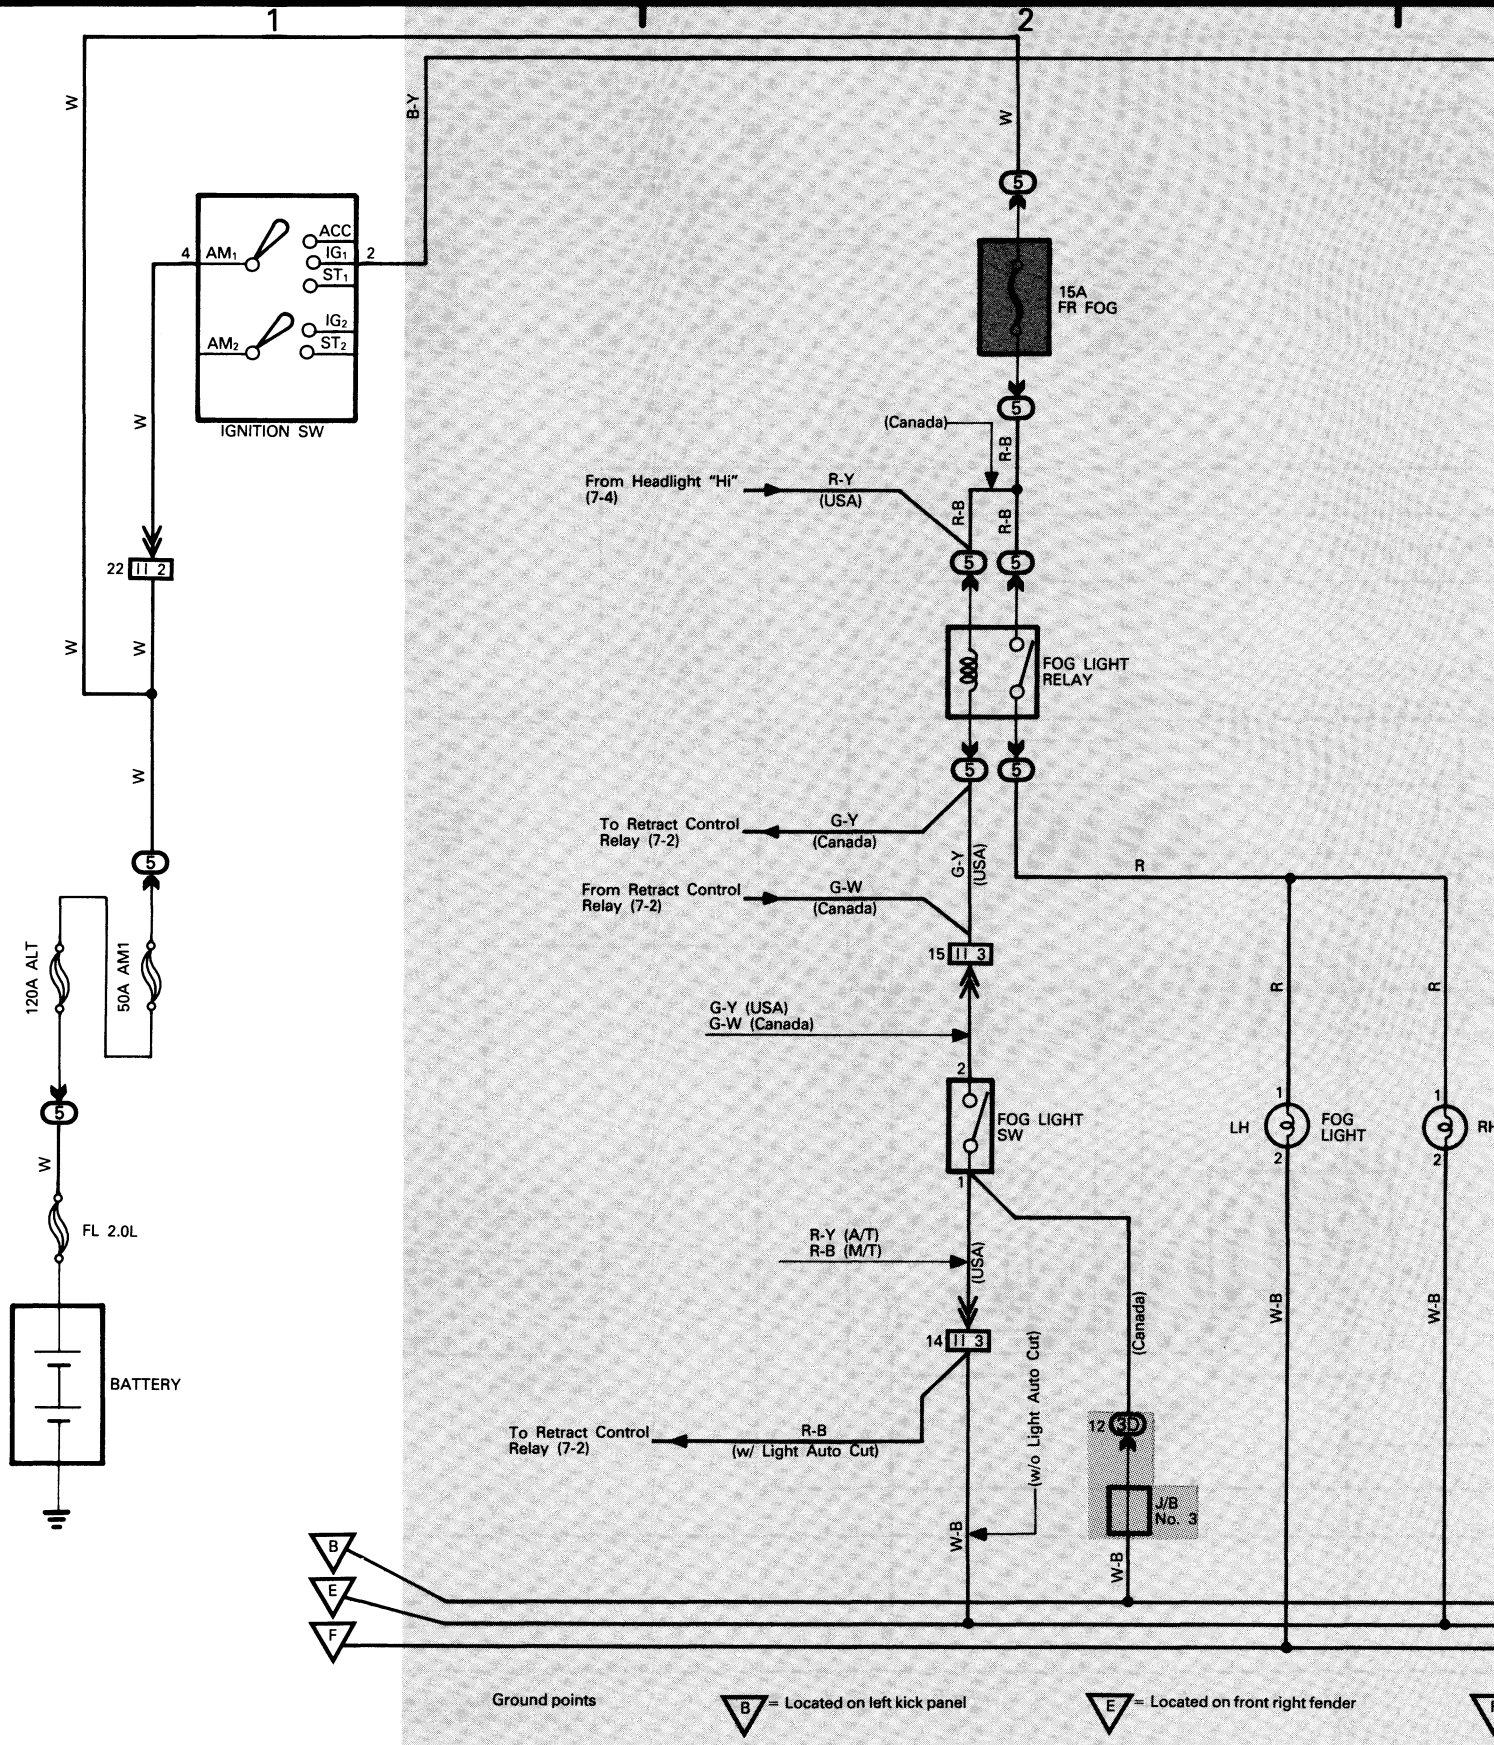 1
2
W
B-Y
W
5
ACC
4
AM1
IG1
2
ST1
IG2
AM2
ST2
IGNITION SW
15A
FR FOG
5
(Canada)
R-B
W
From Headlight "Hi"
(7-4)
R-Y
(USA)
R-B
R-B
5
5
22
II 2
W
W
FOG LIGHT
RELAY
W
5
5
To Retract Control
Relay (7-2)
G-Y
(Canada)
G-Y
(USA)
R
5
From Retract Control
Relay (7-2)
G-W
(Canada)
15
II 3
120A ALT
50A AM1
R
R
G-Y (USA)
G-W (Canada)
2
5
FOG LIGHT
SW
1
LH
1
2
FOG
LIGHT
1
2
W
FL 2.0L
R-Y (A/T)
R-B (M/T)
(USA)
(Canada)
W-B
W-B
14
II 3
BATTERY
(w/o Light Auto Cut)
12
3D
To Retract Control
Relay (7-2)
R-B
(w/ Light Auto Cut)
J/B
No. 3
W-B
W-B
B
E
F
Ground points
B
= Located on left kick panel
E
= Located on front right fender